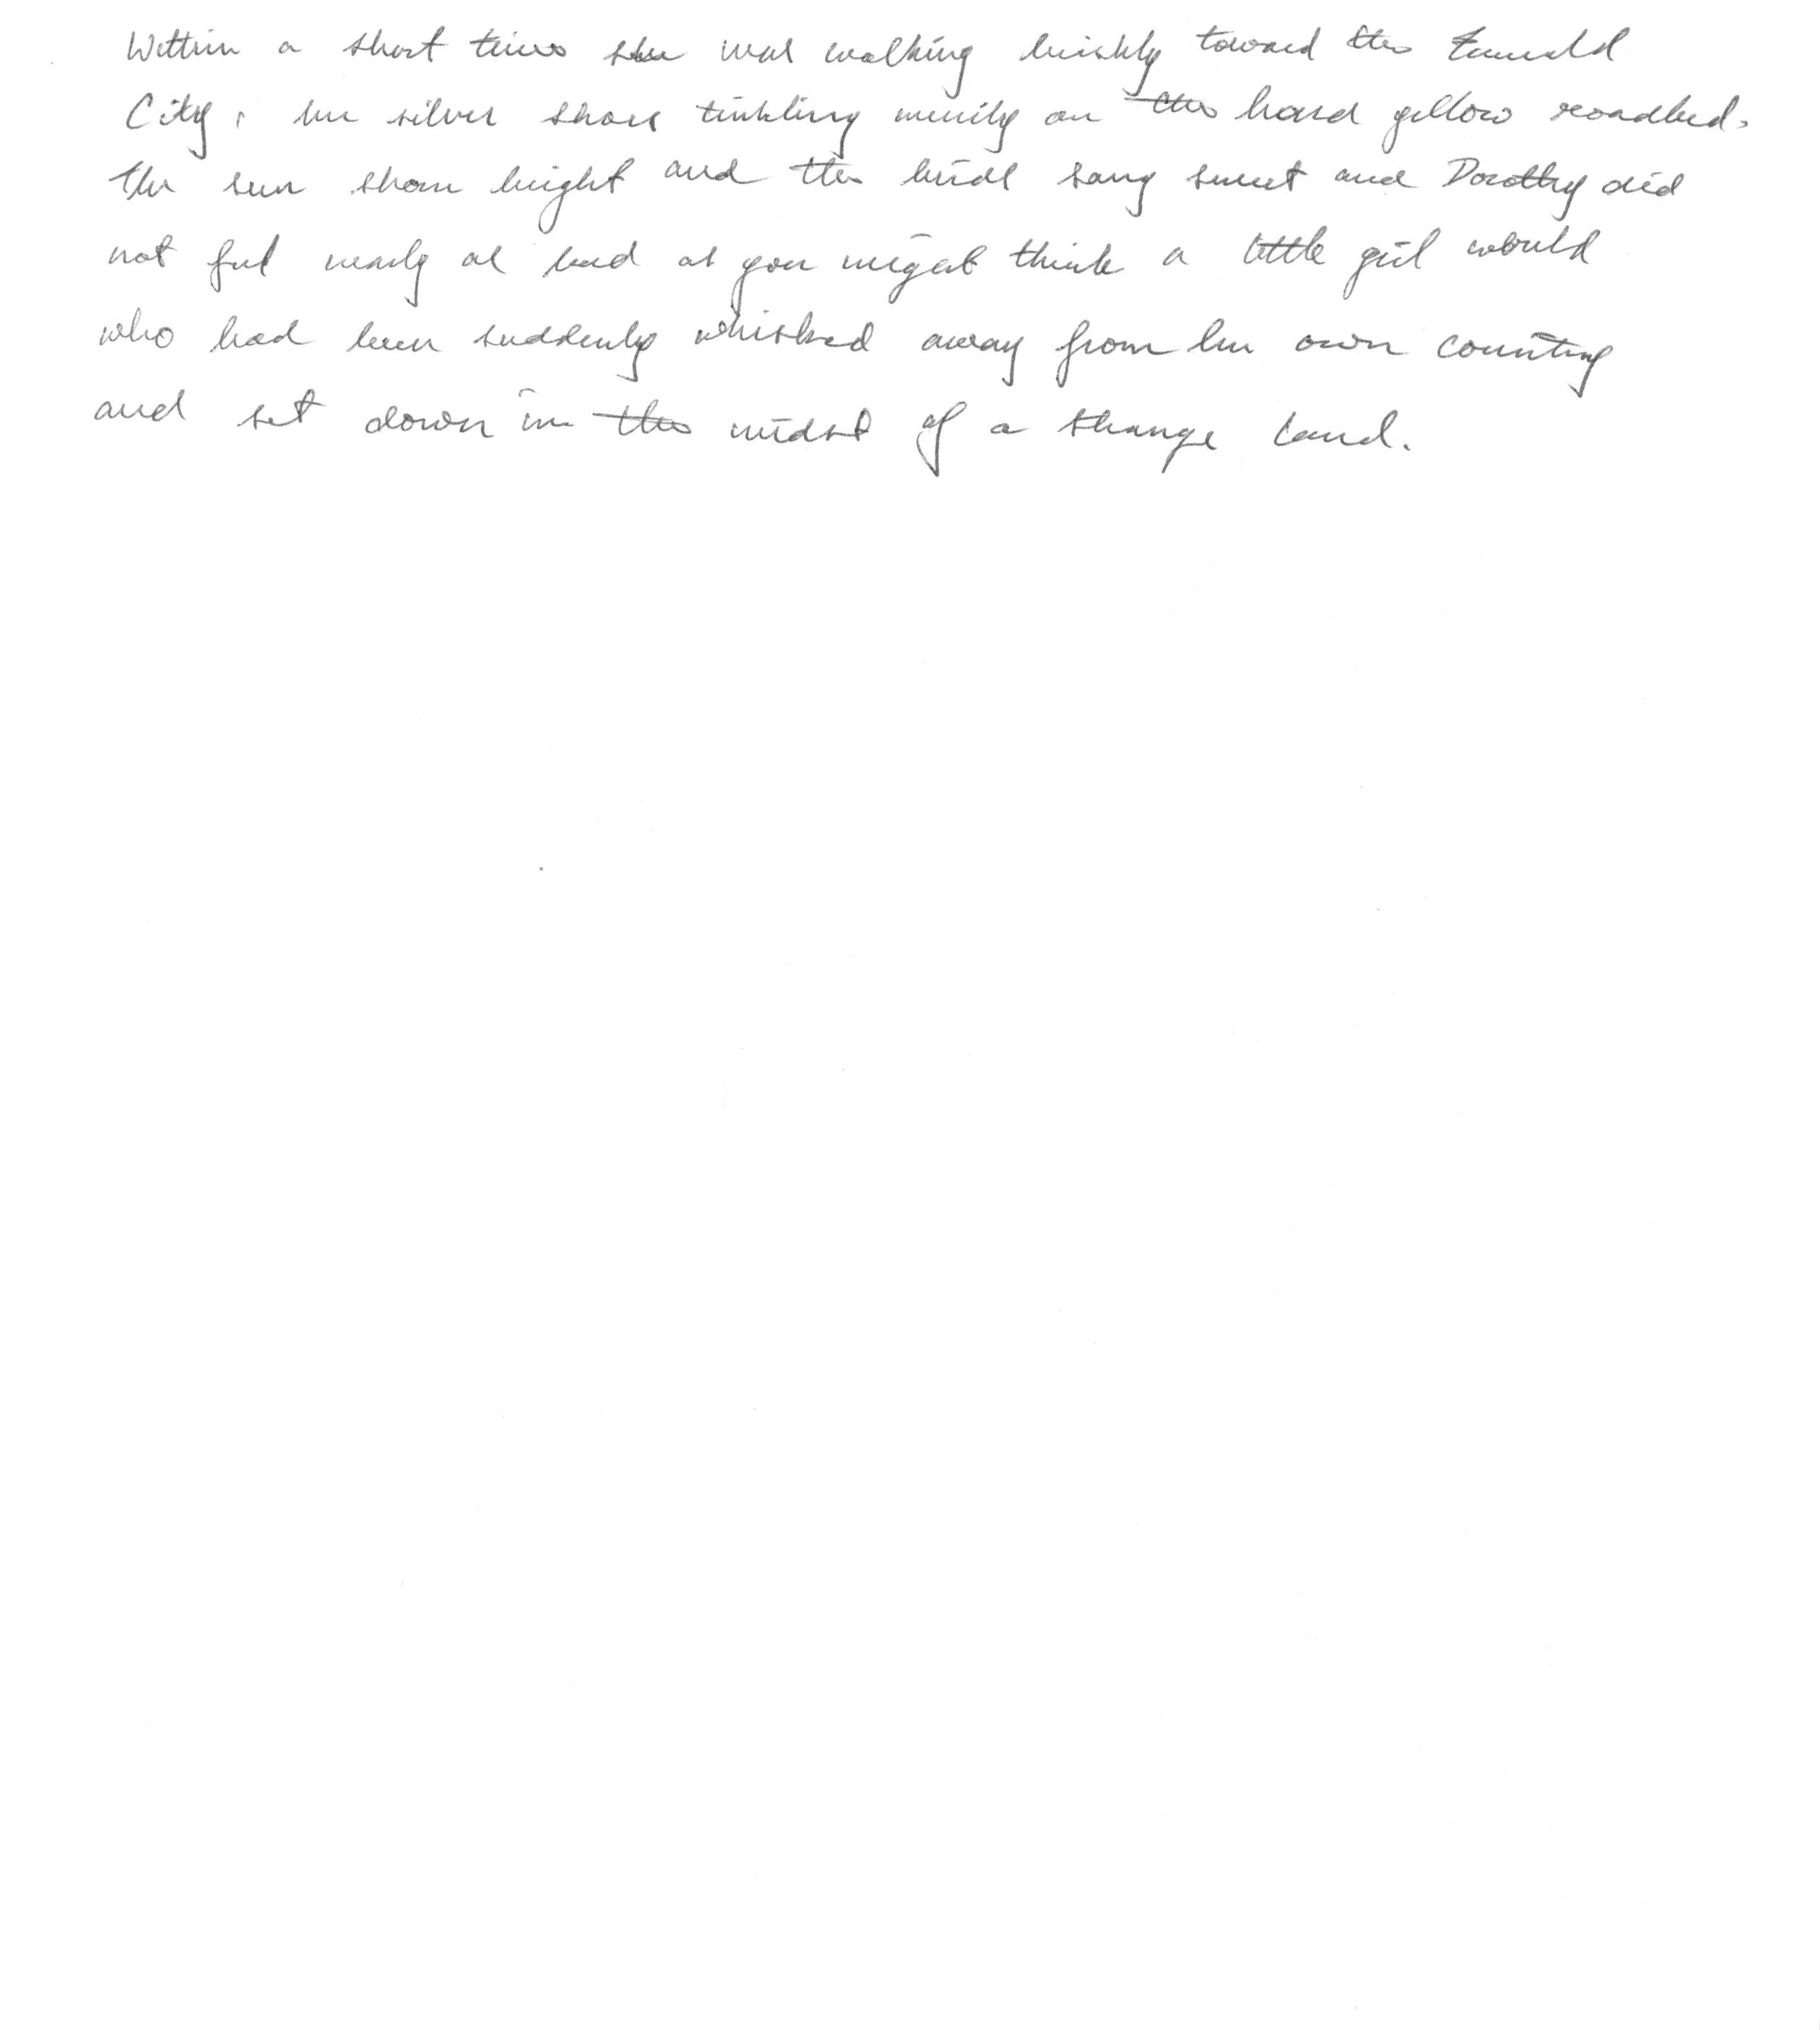 Within a short time she was walking briskly toward the Emerald
City, her silver shoes tinkling merrily on the hard yellow roadbed.
The sun shone bright and the birds sang sweet and Dorothy did
not feel nearly as bad as you might think a little girl would
who had been suddenly whisked away from her own country
and set down in the midst of a strange land.